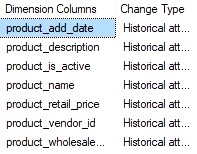 Dimension Columns Change Type
product_add_date Historical att...
product_description Historical att...
product_is_active Historical att...
product_name Historical att...
product_retail_price Historical att...
product_vendor_id Historical att...
product_wholesale... Historical att...